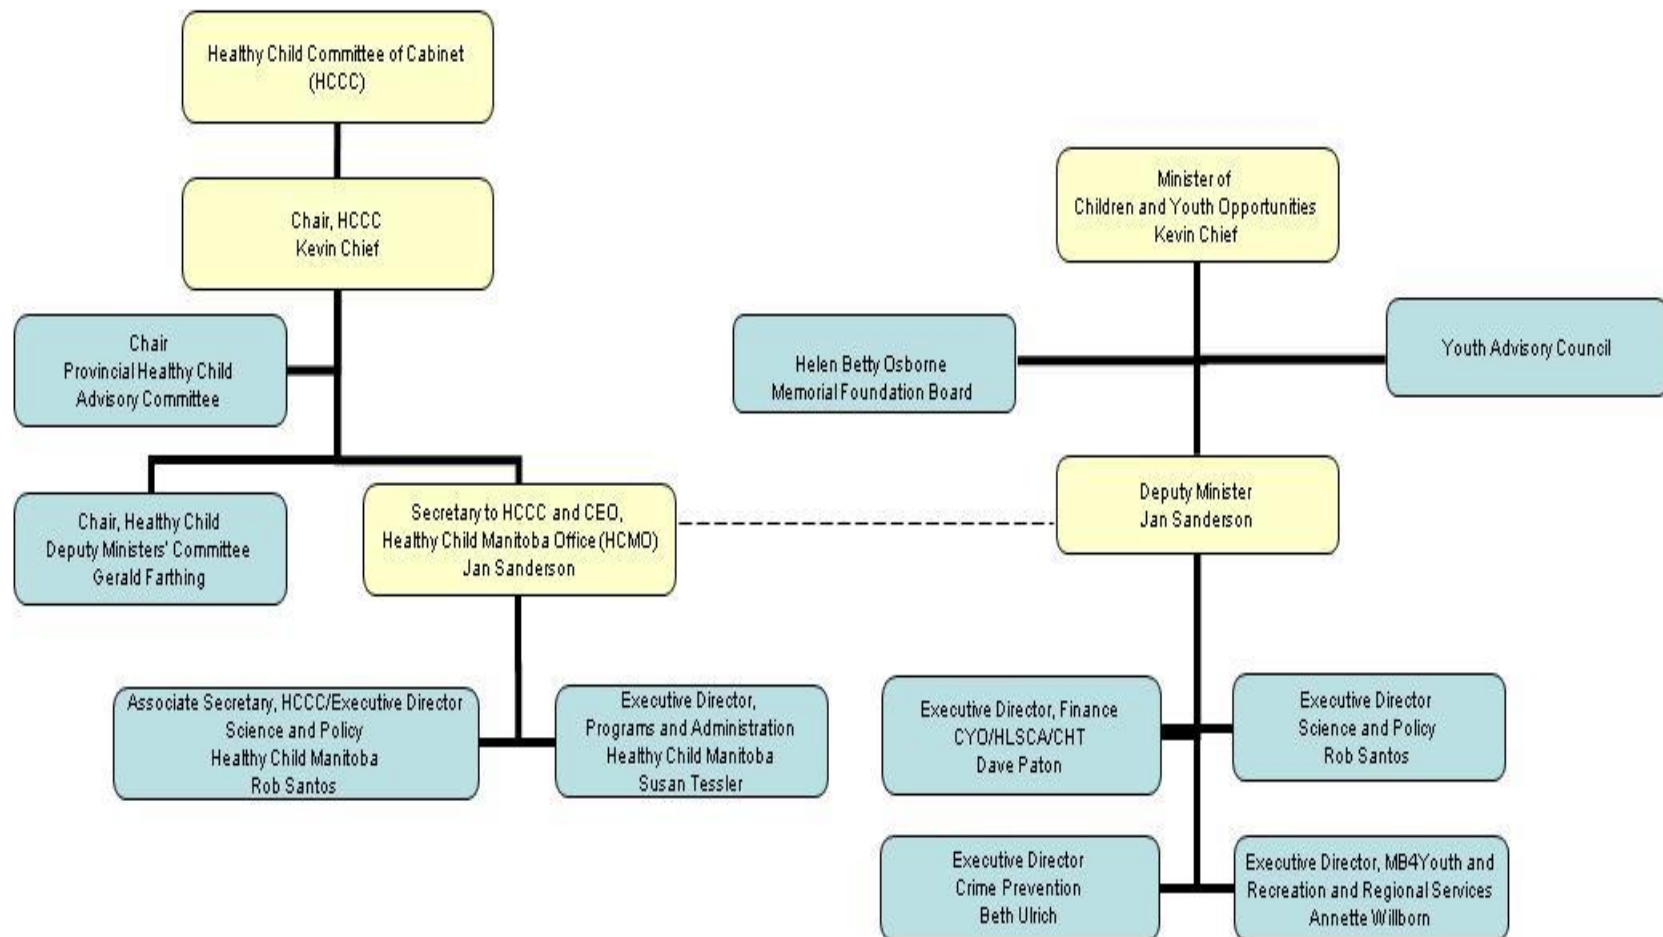 Healthy Child Committee of Cabinet
(HCCC)
Chair, HCCC
Kevin Chief
Chair
Provincial Healthy Child
Advisory Committee
Chair, Healthy Child
Deputy Ministers' Committee
Gerald Farthing
Secretary to HCCC and CEO,
Healthy Child Manitoba Office (HCMO)
Jan Sanderson
Associate Secretary, HCCC/Executive Director
Science and Policy
Healthy Child Manitoba
Rob Santos
Executive Director,
Programs and Administration
Healthy Child Manitoba
Susan Tessler
Minister of
Children and Youth Opportunities
Kevin Chief
Helen Betty Osborne
Memorial Foundation Board
Youth Advisory Council
Deputy Minister
Jan Sanderson
Executive Director, Finance
CYO/HLSCA/CHT
Dave Paton
Executive Director
Science and Policy
Rob Santos
Executive Director
Crime Prevention
Beth Ulrich
Executive Director, MB4Youth and
Recreation and Regional Services
Annette Willborn